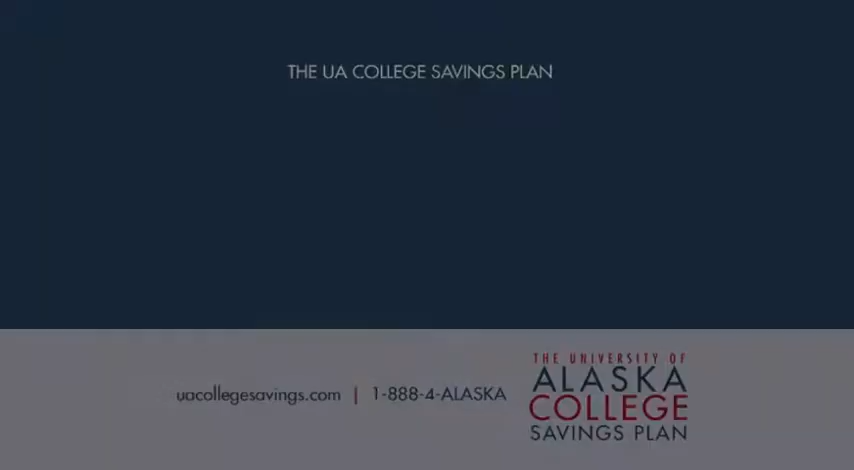 THE UA COLLEGE SAVINGS PLAN
uacollegesavings.com | 1-888-4-ALASKA
THE UNIVERSITY OF
ALASKA
COLLEGE
SAVINGS PLAN